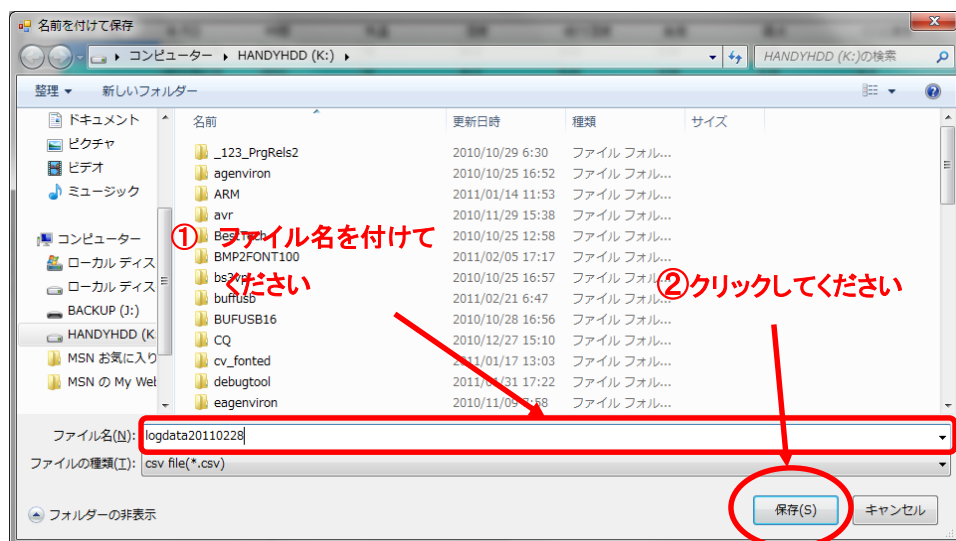 名前を付けて保存
コンピューター ▸ HANDYHDD (K:) ▸
HANDYHDD (K:)の検索
整理 新しいフォルダー
ドキュメント
ピクチャ
ビデオ
ミュージック
コンピューター
ローカル ディス
ローカル ディス
BACKUP (J:)
HANDYHDD (K
MSN お気に入り
MSN の My Wel
名前 更新日時 種類 サイズ
_123_PrgRels2 2010/10/29 6:30 ファイル フォル...
agenviron 2010/10/25 16:52 ファイル フォル...
ARM 2011/01/14 11:53 ファイル フォル...
avr 2010/11/29 15:38 ファイル フォル...
2010/10/25 12:58 ファイル フォル...
BMP2FONT100 2011/02/05 17:17 ファイル フォル...
2010/10/25 16:57 ファイル フォル...
buffusb 2011/02/21 6:47 ファイル フォル...
BUFUSB16 2010/10/28 16:56 ファイル フォル...
CQ 2010/12/27 15:10 ファイル フォル...
cv_fonted 2011/01/17 13:03 ファイル フォル...
debugtool 2011/01/31 17:22 ファイル フォル...
eagenviron ファイル フォル...
① ファイル名を付けて
ください
②クリックしてください
ファイル名(N): logdata20110228
ファイルの種類(T): csv file(*.csv)
フォルダーの非表示
保存(S) キャンセル